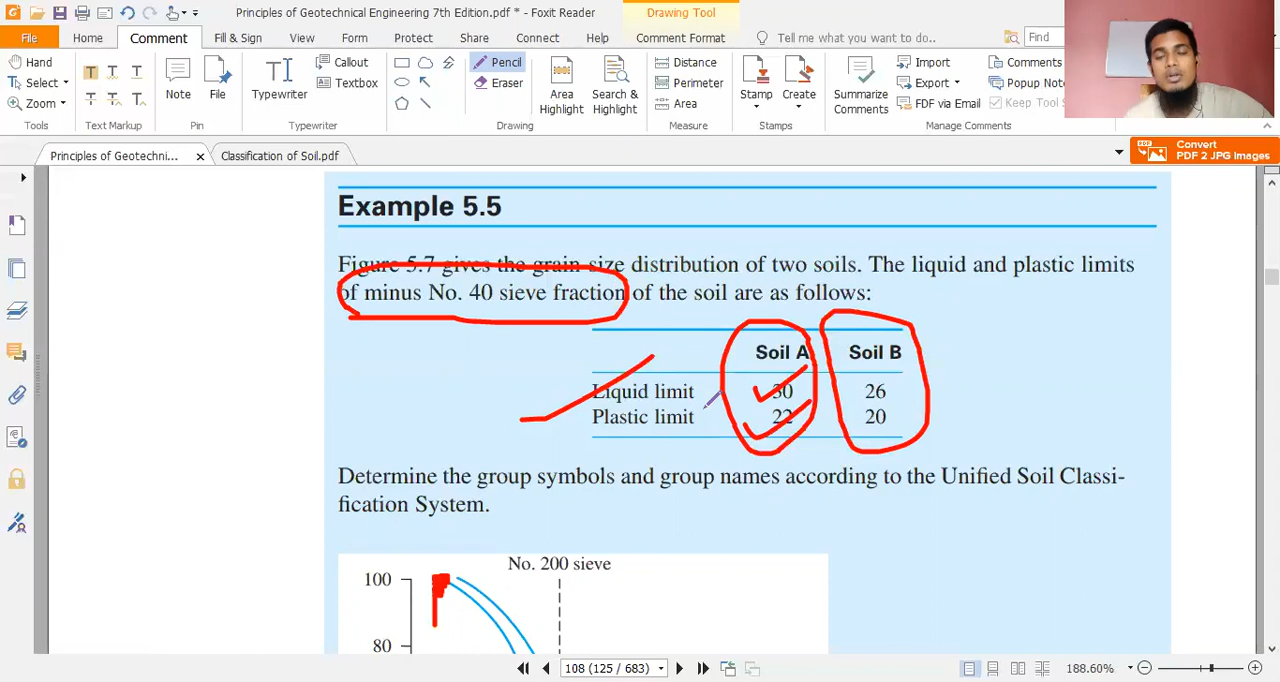 Principles of Geotechnical Engineering 7th Edition.pdf * - Foxit Reader
Drawing Tool
File Home Comment Fill & Sign View Form Protect Share Connect Help Comment Format Tell me what you want to do.. Find
Hand
Select
Zoom
Tools
Text Markup
Note
File
Pin
Typewriter
Callout
Textbox
Typewriter
Pencil
Eraser
Area Highlight
Search & Highlight
Drawing
Distance
Perimeter
Area
Measure
Stamp
Create
Stamps
Summarize Comments
Import
Export
FDF via Email
Comments
Popup Note
Keep Tool S
Manage Comments
Principles of Geotechni... × Classification of Soil.pdf
Convert
PDF 2 JPG Images
Example 5.5
Figure 5.7 gives the grain-size distribution of two soils. The liquid and plastic limits
of minus No. 40 sieve fraction of the soil are as follows:
Soil A Soil B
Liquid limit 30 26
Plastic limit 22 20
Determine the group symbols and group names according to the Unified Soil Classi-
fication System.
No. 200 sieve
100
80
108 (125 / 683)
188.60%